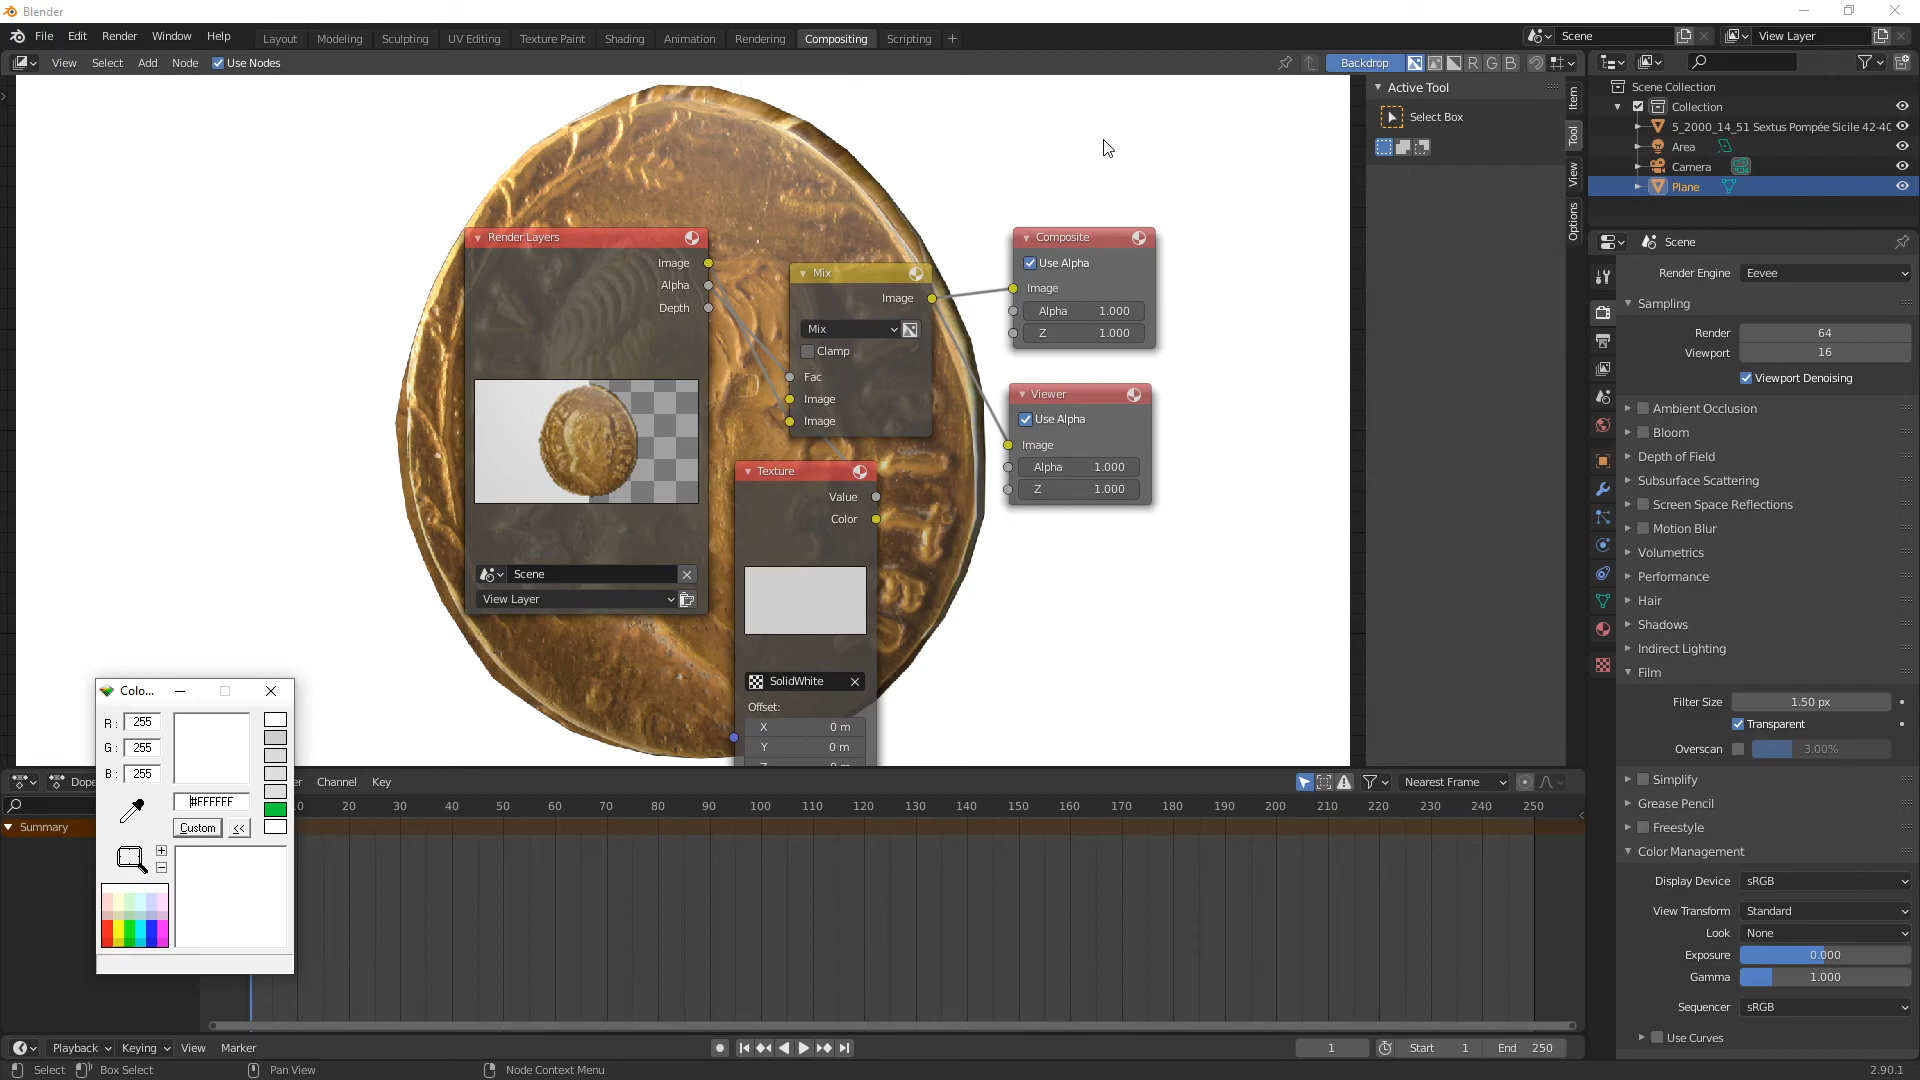 Blender
File Edit Render Window Help
Layout Modeling Sculpting UV Editing Texture Paint Shading Animation Rendering Compositing Scripting +
Scene
View Layer
View Select Add Node Use Nodes
Backdrop R G B
Active Tool
Select Box
Item
Tool
View
Options
Scene Collection
Collection
5_2000_14_51 Sextus Pompée Sicile 42-40
Area
Camera
Plane
Scene
Render Engine Eevee
Sampling
Render 64
Viewport 16
Viewport Denoising
Ambient Occlusion
Bloom
Depth of Field
Subsurface Scattering
Screen Space Reflections
Motion Blur
Volumetrics
Performance
Hair
Shadows
Indirect Lighting
Film
Filter Size 1.50 px
Transparent
Overscan 3.00%
Simplify
Grease Pencil
Freestyle
Color Management
Display Device sRGB
View Transform Standard
Look None
Exposure 0.000
Gamma 1.000
Sequencer sRGB
Use Curves
Render Layers
Image
Alpha
Depth
Scene
View Layer
Mix
Image
Mix
Clamp
Fac
Image
Image
Texture
Value
Color
SolidWhite
Offset:
X 0 m
Y 0 m
Composite
Use Alpha
Image
Alpha 1.000
Z 1.000
Viewer
Use Alpha
Image
Alpha 1.000
Z 1.000
Colo...
R: 255
G: 255
B: 255
#FFFFFF
Custom <<
Dope
Channel Key
Nearest Frame
Summary
10 20 30 40 50 60 70 80 90 100 110 120 130 140 150 160 170 180 190 200 210 220 230 240 250
Playback Keying View Marker
1 Start 1 End 250
Select Box Select Pan View Node Context Menu 2.90.1